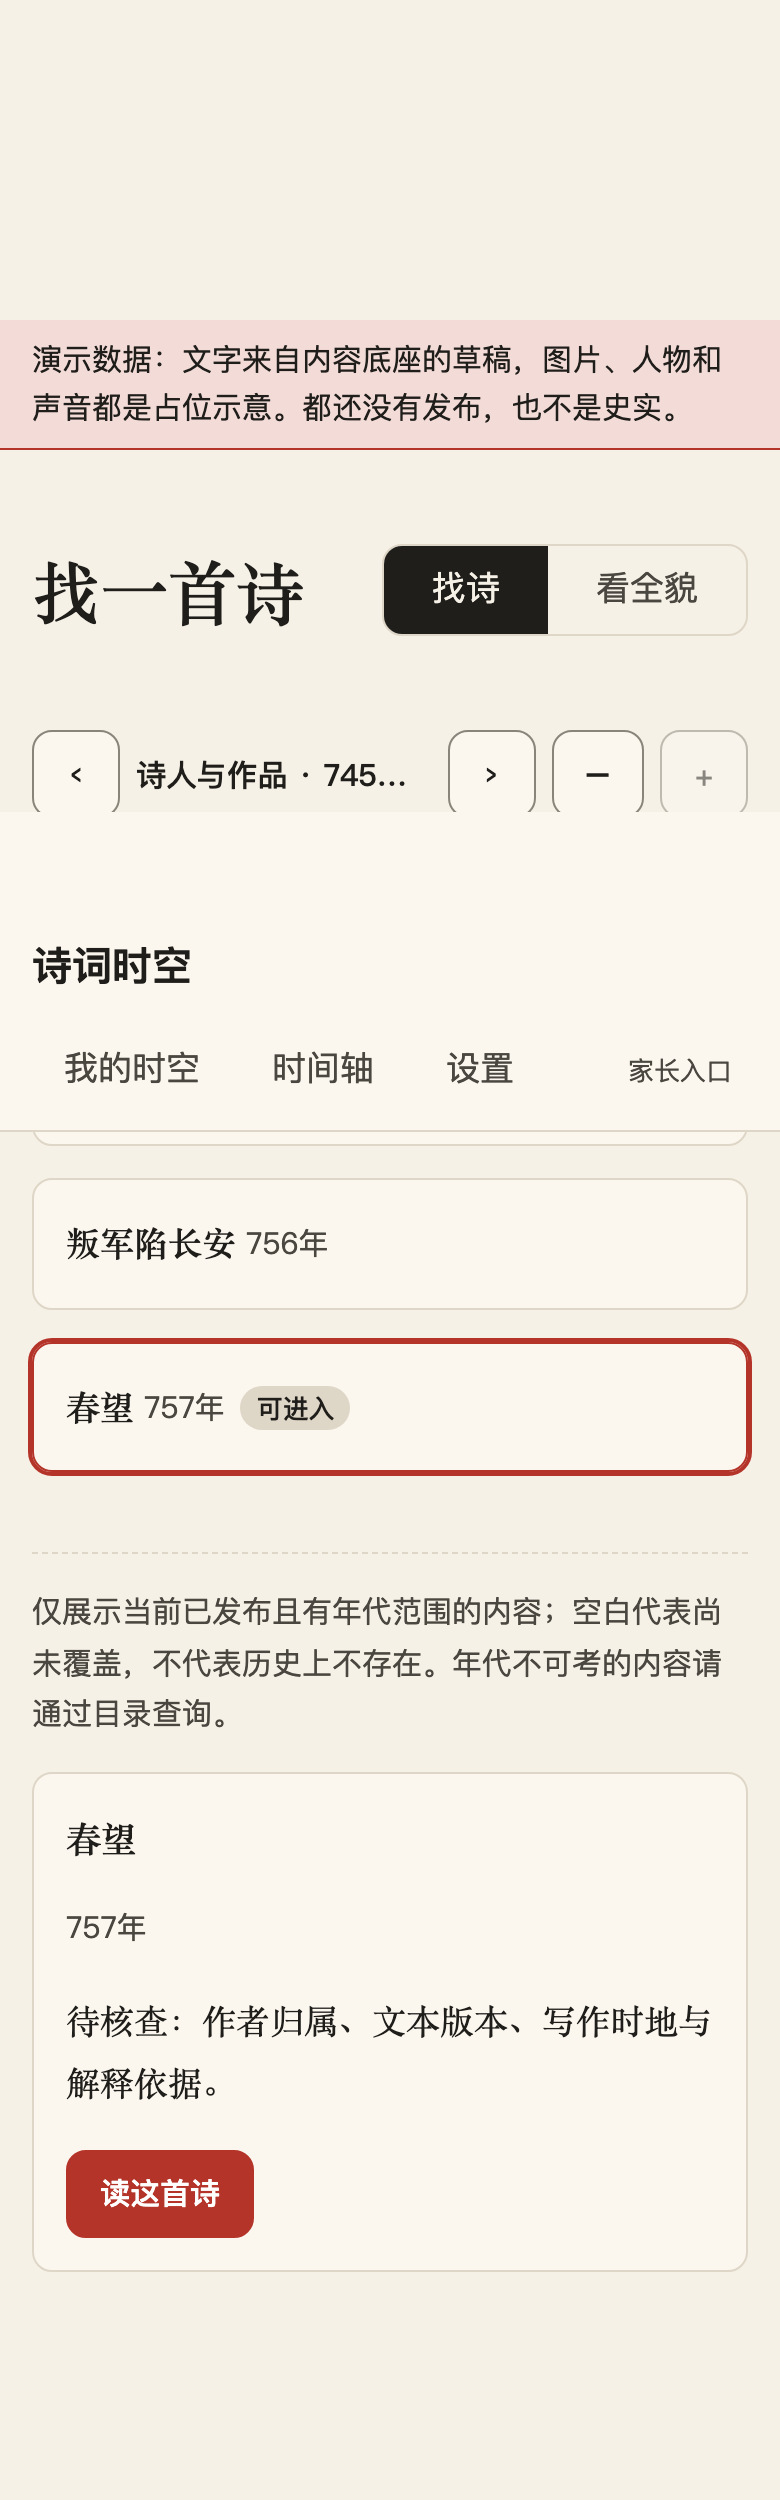 演示数据：文字来自内容底座的草稿，图片、人物和
声音都是占位示意。都还没有发布，也不是史实。
找一首诗
找诗
看全貌
‹ 诗人与作品 · 745… › − +
诗词时空
我的时空
时间轴
设置
家长入口
叛军陷长安 756年
春望 757年 可进入
仅展示当前已发布且有年代范围的内容；空白代表尚
未覆盖，不代表历史上不存在。年代不可考的内容请
通过目录查询。
春望
757年
待核查：作者归属、文本版本、写作时地与
解释依据。
读这首诗